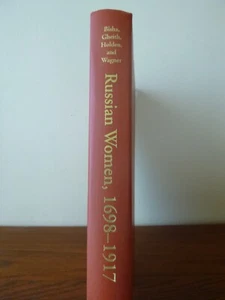 Bisha,
Gheith,
Holden,
and
Wagner
Russian Women, 1698–1917